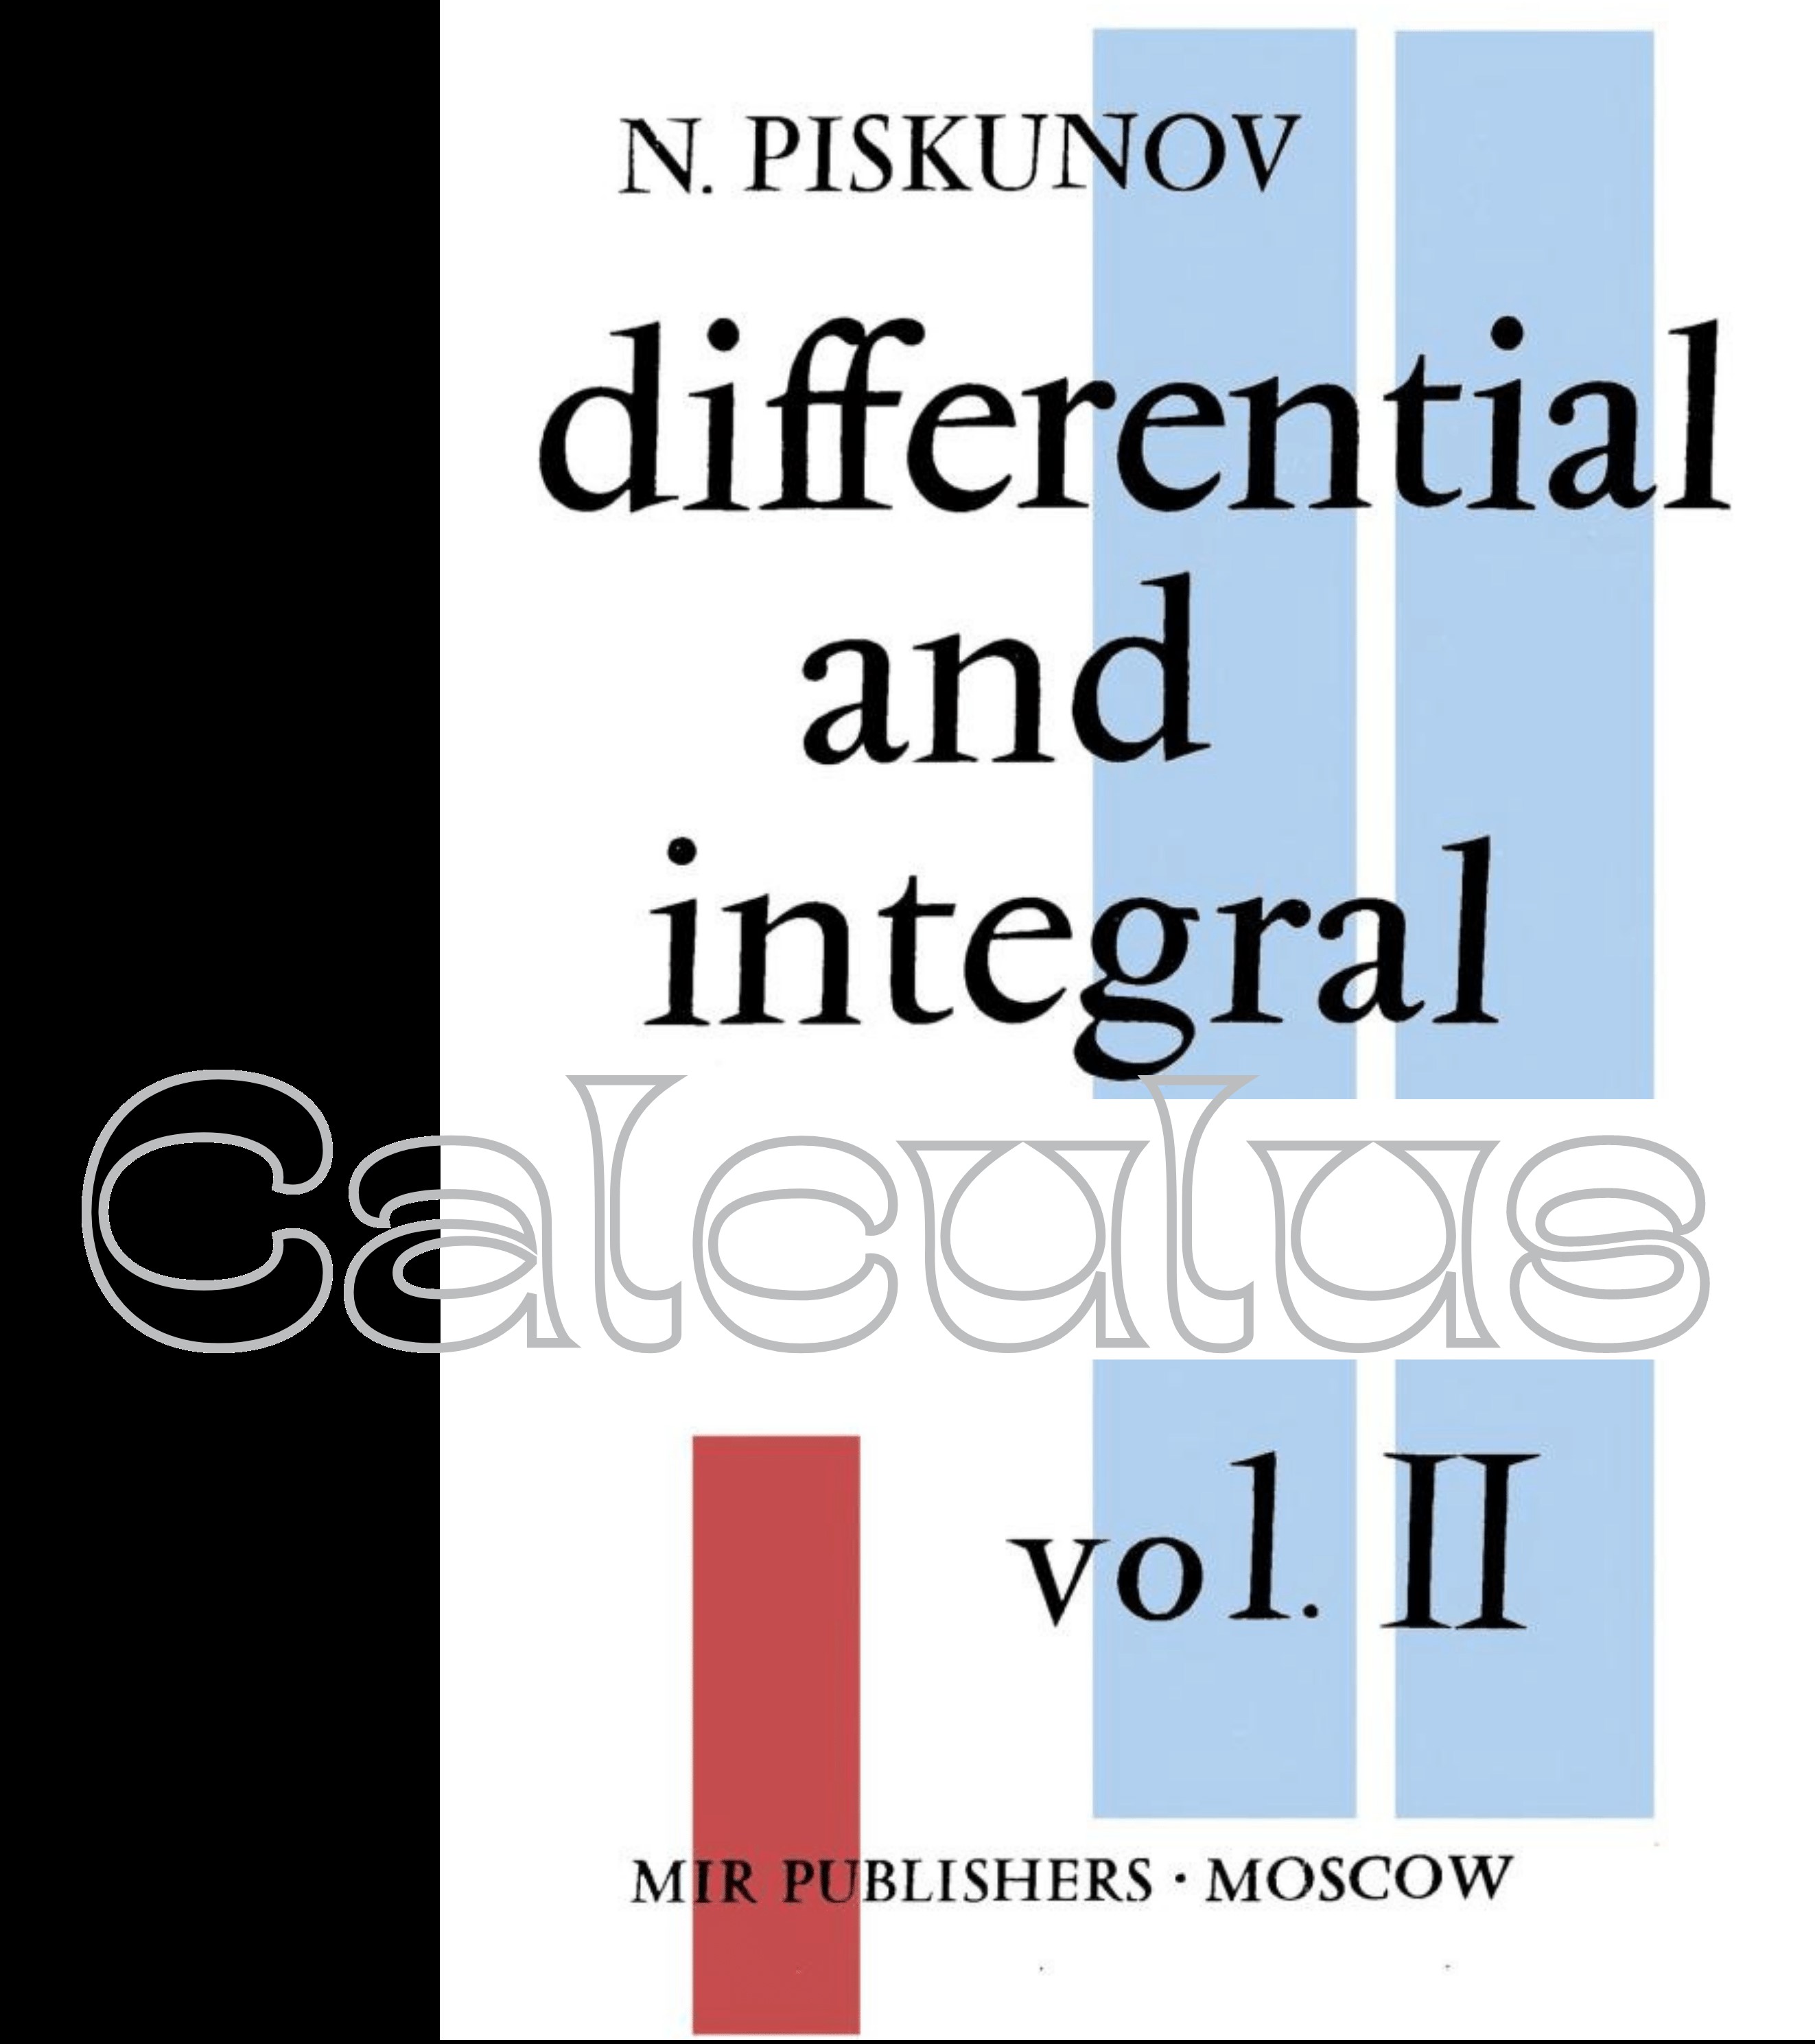 N. PISKUNOV
differential
and
integral
Calculus
vol. II
MIR PUBLISHERS · MOSCOW